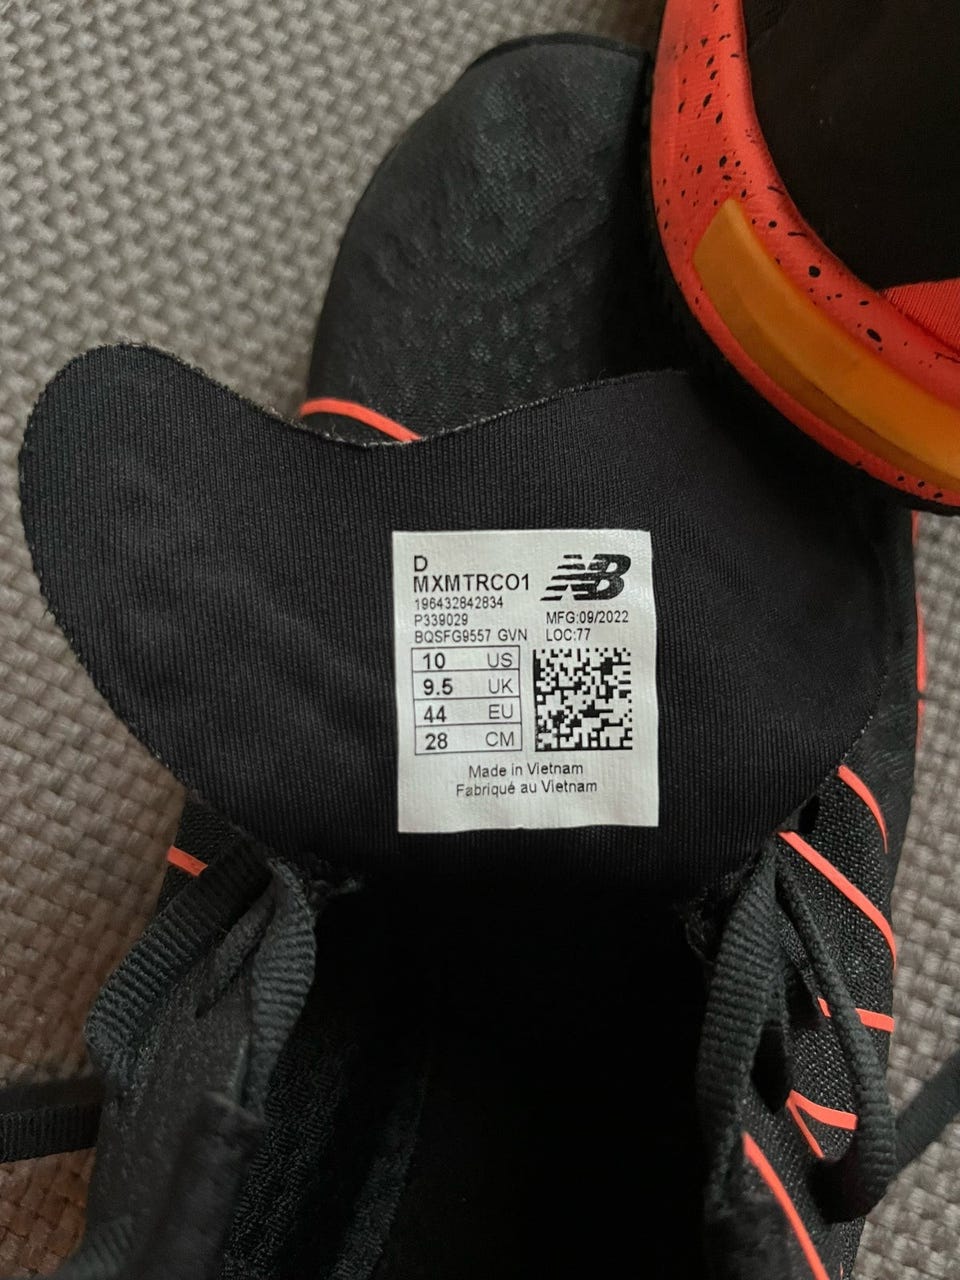 D
MXMTRCO1
NB
196432842834
P339029
MFG:09/2022
BQSFG9557 GVN
LOC:77
10 US
9.5 UK
44 EU
28 CM
Made in Vietnam
Fabriqué au Vietnam